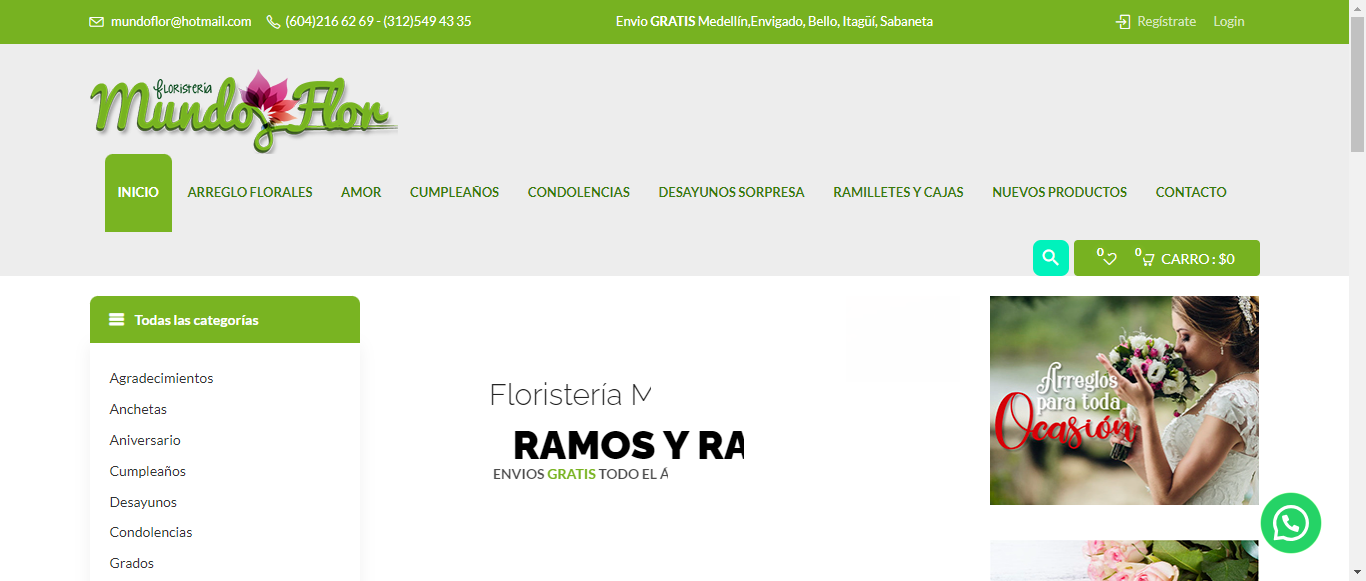 mundoflor@hotmail.com (604)216 62 69 - (312)549 43 35 Envio GRATIS Medellín,Envigado, Bello, Itagüí, Sabaneta Regístrate Login
FLORISTERIA
Mundo Flor
INICIO ARREGLO FLORALES AMOR CUMPLEAÑOS CONDOLENCIAS DESAYUNOS SORPRESA RAMILLETES Y CAJAS NUEVOS PRODUCTOS CONTACTO
0 0 CARRO : $0
Todas las categorías
Agradecimientos
Anchetas
Aniversario
Cumpleaños
Desayunos
Condolencias
Grados
Floristería M
RAMOS Y RA
ENVIOS GRATIS TODO EL Á
Arreglos
para toda
Ocasión